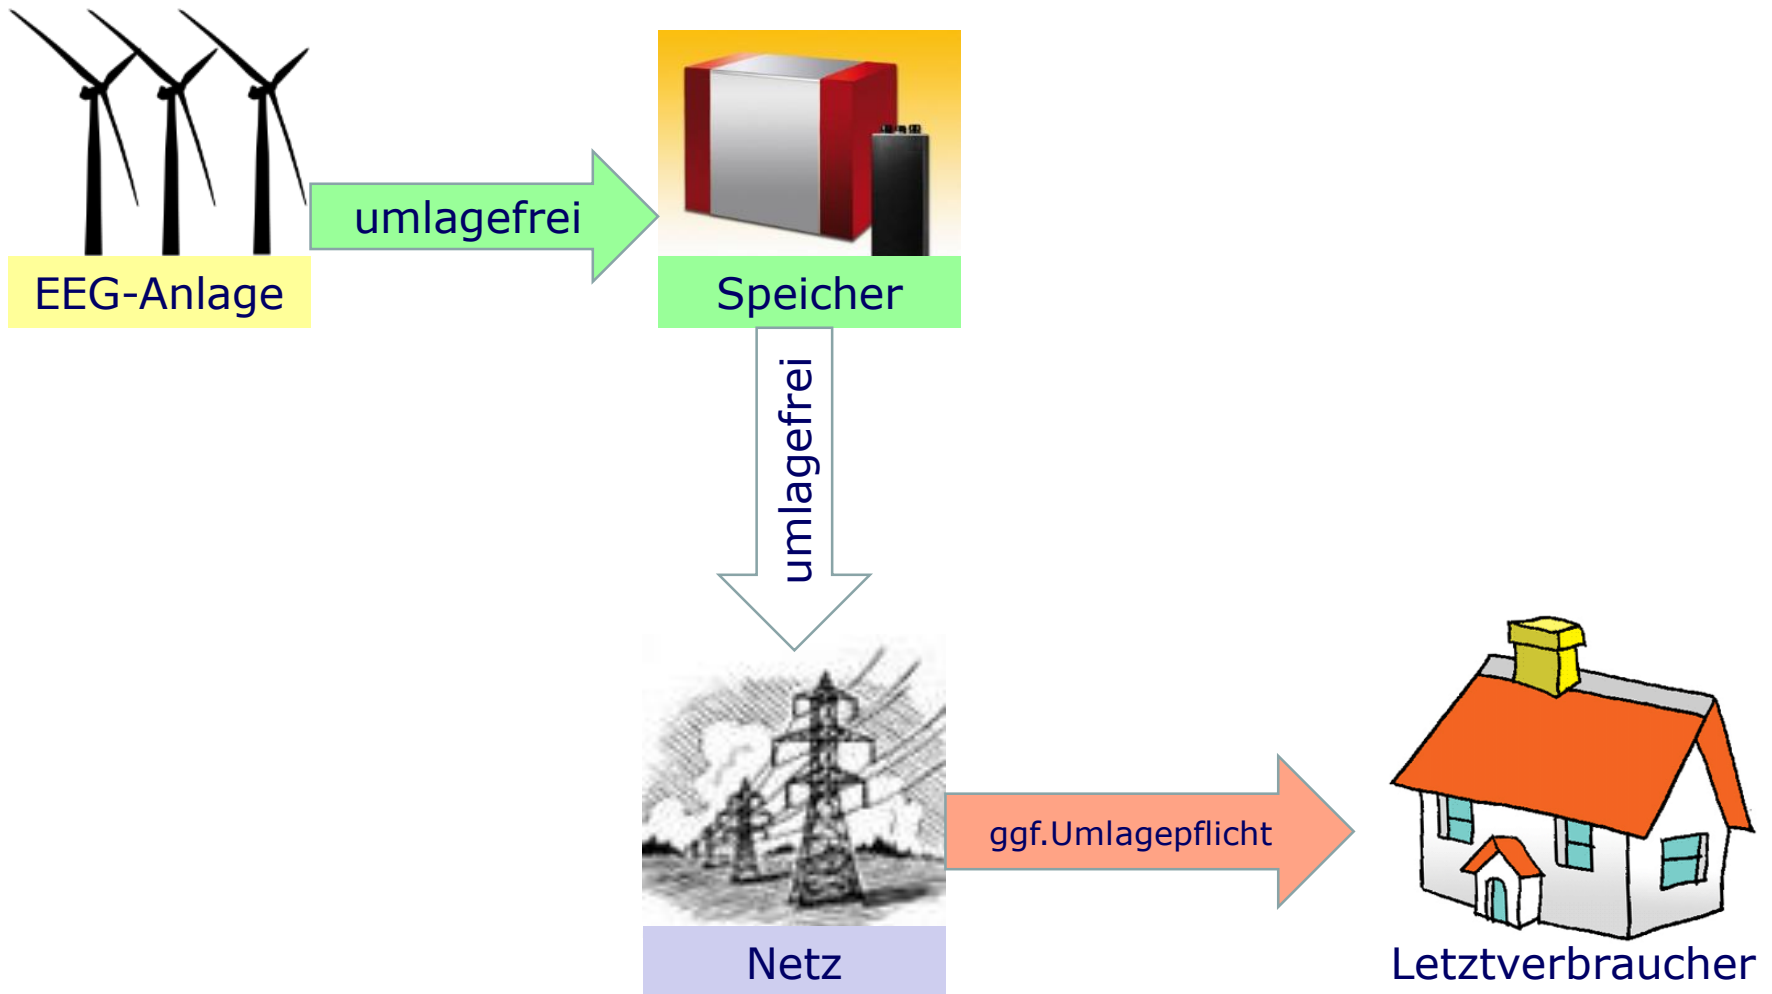 umlagefrei
EEG-Anlage
Speicher
umlagefrei
ggf.Umlagepflicht
Netz
Letztverbraucher